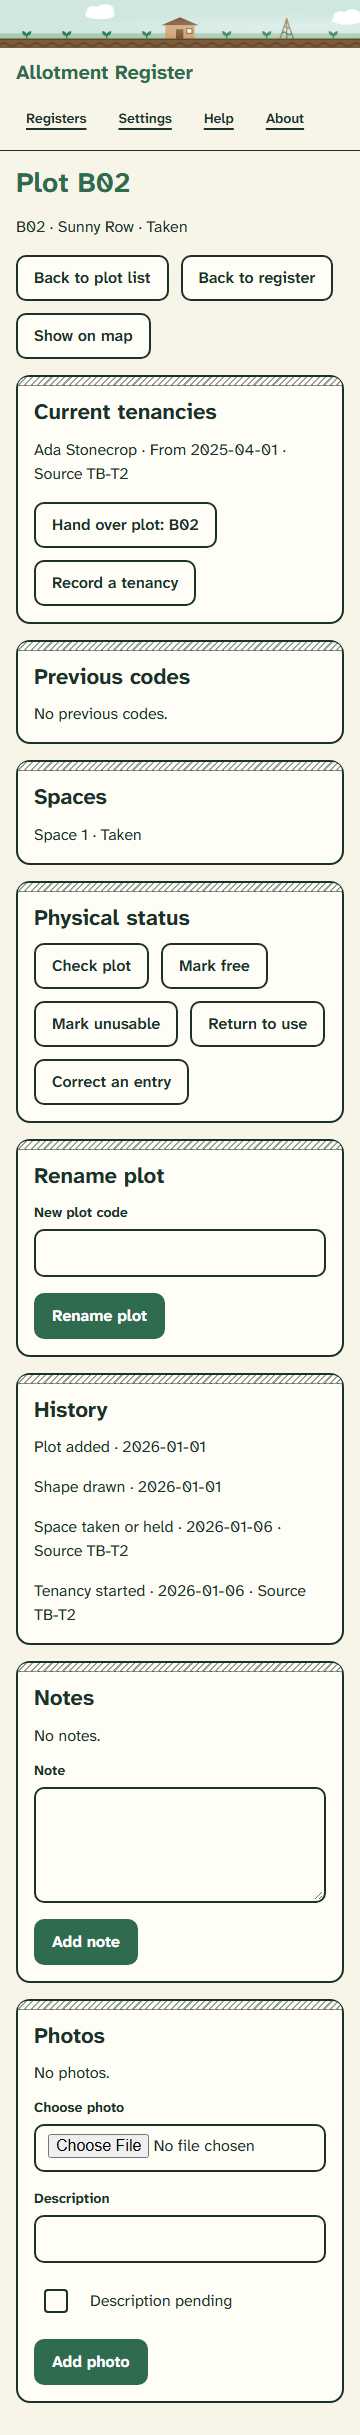 Allotment Register
Registers Settings Help About
Plot B02
B02 · Sunny Row · Taken
Back to plot list Back to register
Show on map
Current tenancies
Ada Stonecrop · From 2025-04-01 ·
Source TB-T2
Hand over plot: B02
Record a tenancy
Previous codes
No previous codes.
Spaces
Space 1 · Taken
Physical status
Check plot Mark free
Mark unusable Return to use
Correct an entry
Rename plot
New plot code
Rename plot
History
Plot added · 2026-01-01
Shape drawn · 2026-01-01
Space taken or held · 2026-01-06 ·
Source TB-T2
Tenancy started · 2026-01-06 · Source
TB-T2
Notes
No notes.
Note
Add note
Photos
No photos.
Choose photo
Choose File No file chosen
Description
Description pending
Add photo